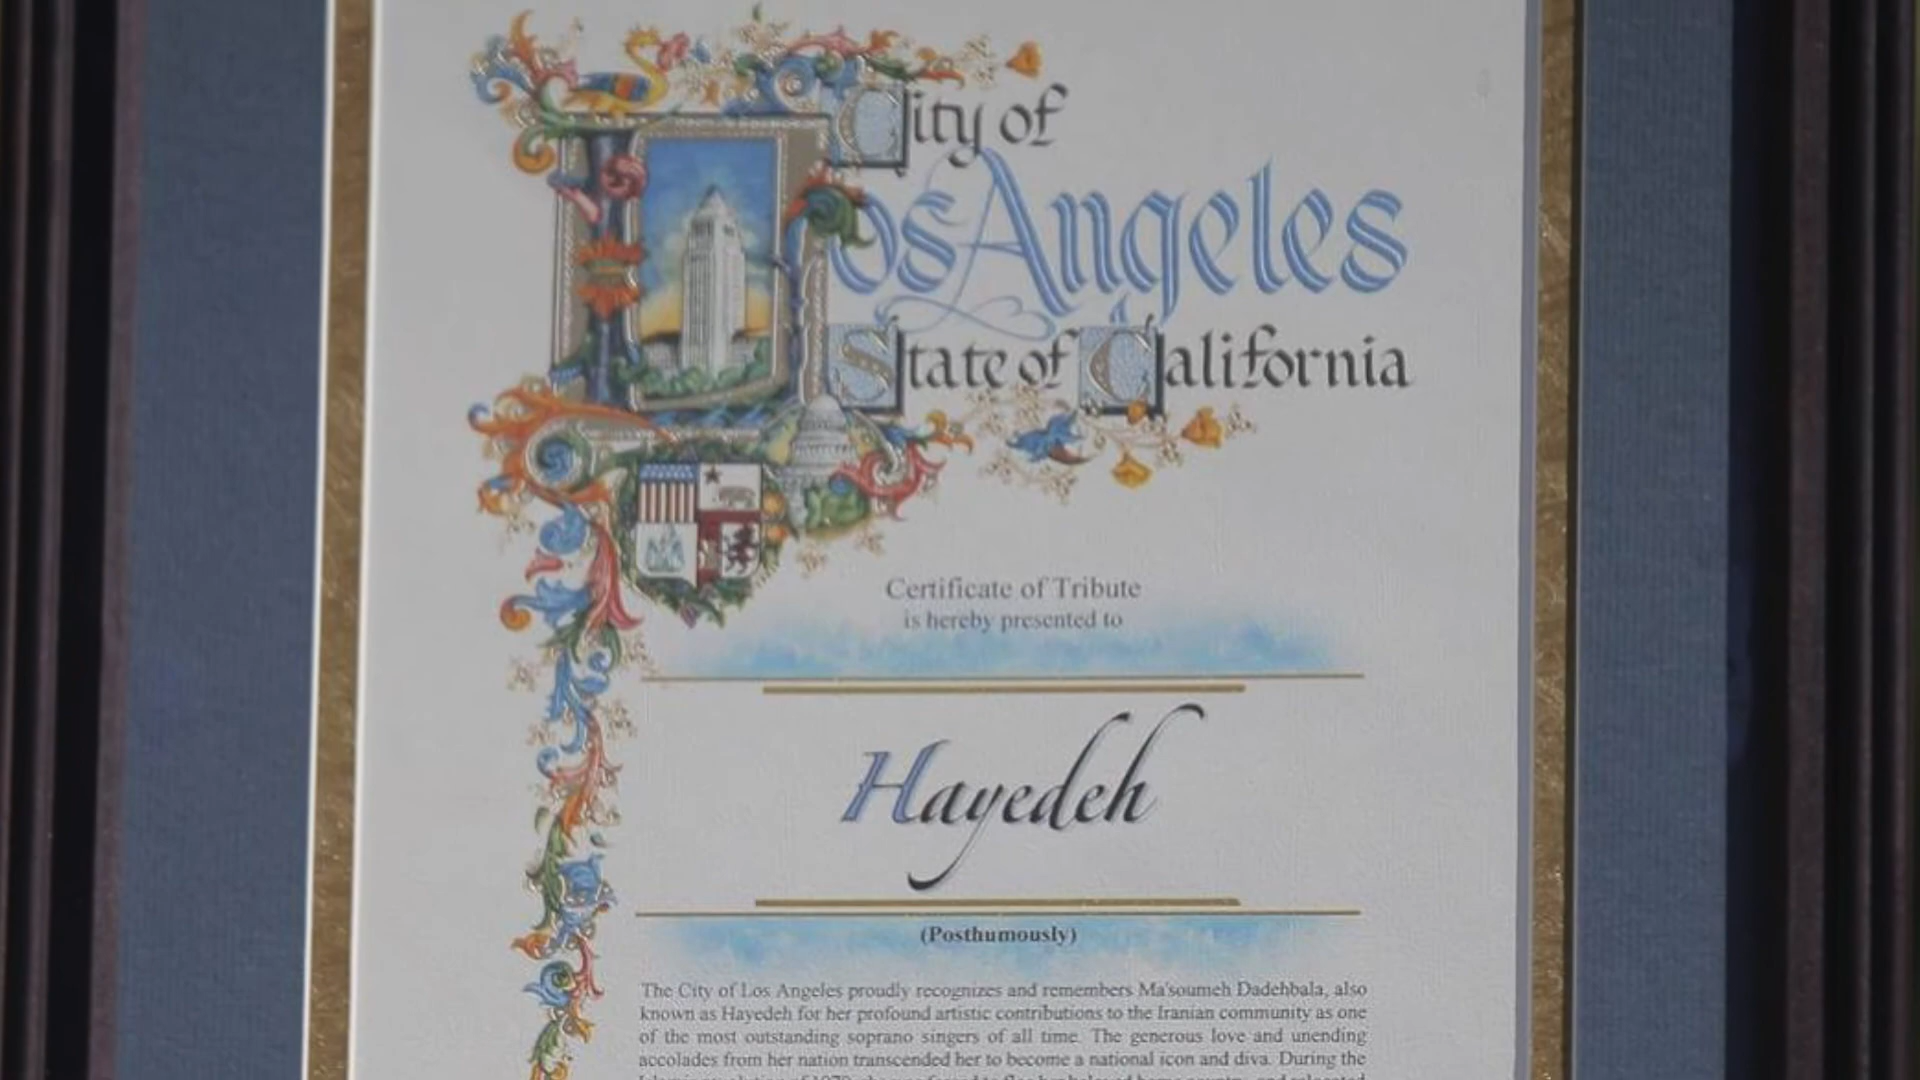 City of
Los Angeles
State of California
Certificate of Tribute
is hereby presented to
Hayedeh
(Posthumously)
The City of Los Angeles proudly recognizes and remembers Ma'soumeh Dadehbala, also
known as Hayedeh for her profound artistic contributions to the Iranian community as one
of the most outstanding soprano singers of all time. The generous love and unending
accolades from her nation transcended her to become a national icon and diva. During the